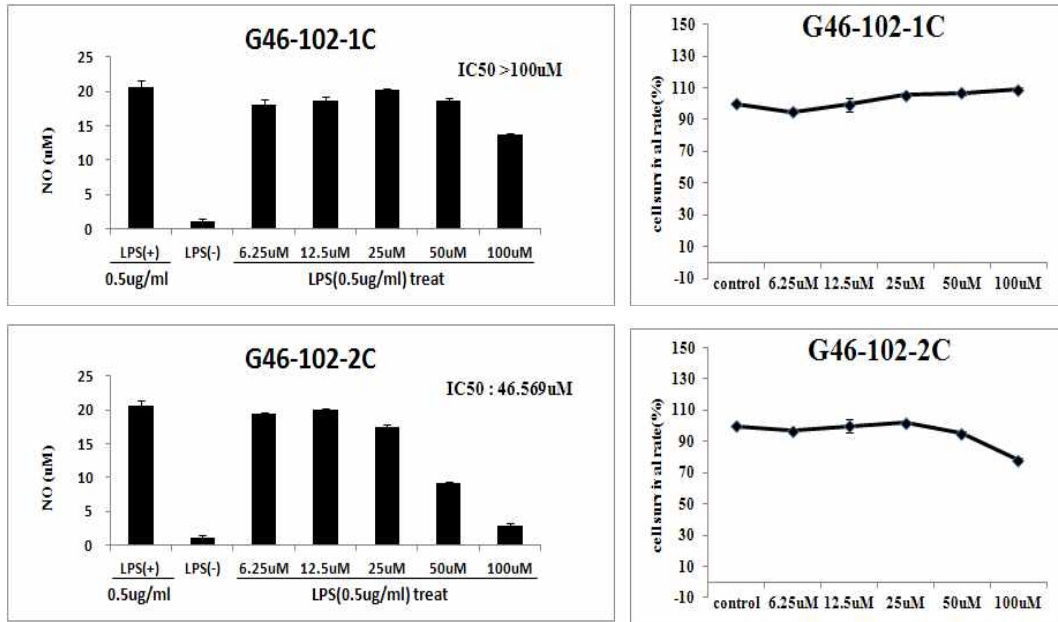 G46-102-1C
IC50 >100uM
NO (uM)
25
20
15
10
5
0
LPS(+) LPS(-) 6.25uM 12.5uM 25uM 50uM 100uM
0.5ug/ml LPS(0.5ug/ml) treat
G46-102-1C
cell survival rate(%)
150
130
110
90
70
50
30
10
-10
control 6.25uM 12.5uM 25uM 50uM 100uM
G46-102-2C
IC50 : 46.569uM
NO (uM)
25
20
15
10
5
0
LPS(+) LPS(-) 6.25uM 12.5uM 25uM 50uM 100uM
0.5ug/ml LPS(0.5ug/ml) treat
G46-102-2C
cell survival rate(%)
150
130
110
90
70
50
30
10
-10
control 6.25uM 12.5uM 25uM 50uM 100uM